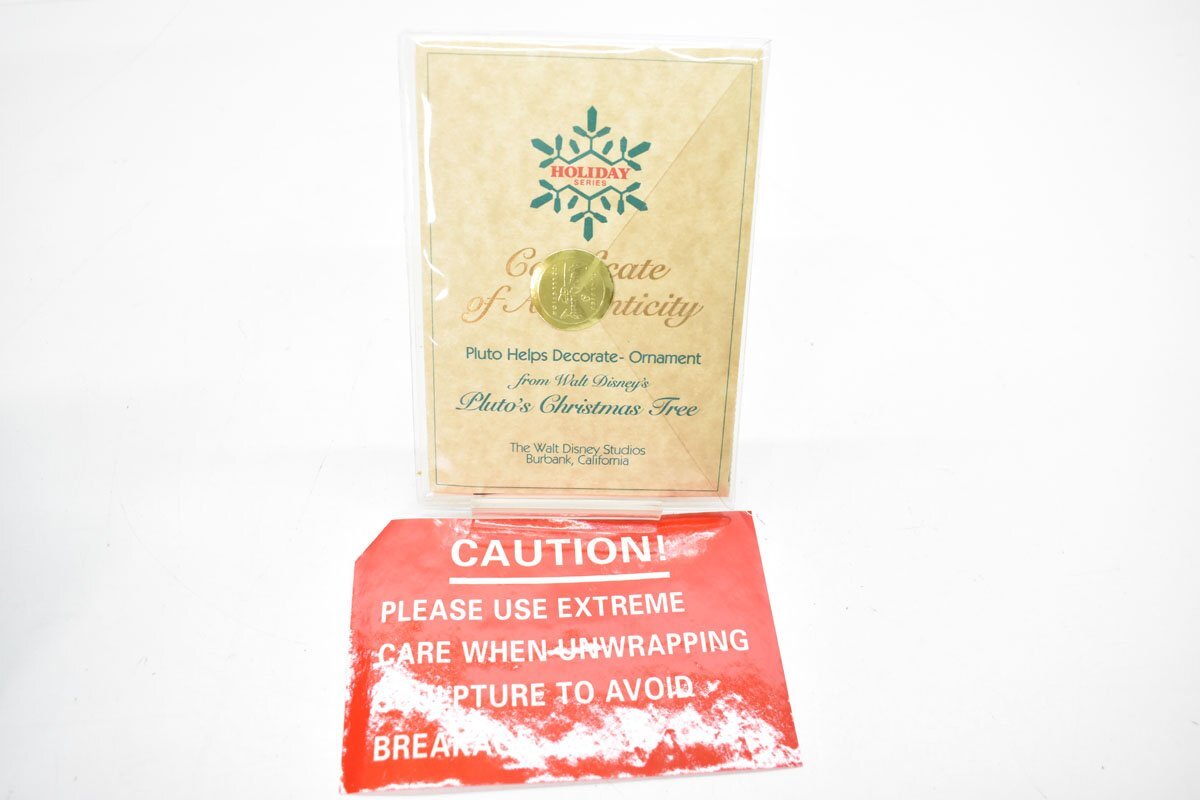 HOLIDAY
SERIES
of
Pluto Helps Decorate- Ornament
from Walt Disney's
Pluto's Christmas Tree
The Walt Disney Studios
Burbank, California
CAUTION!
PLEASE USE EXTREME
CARE WHEN UNWRAPPING
TO AVOID